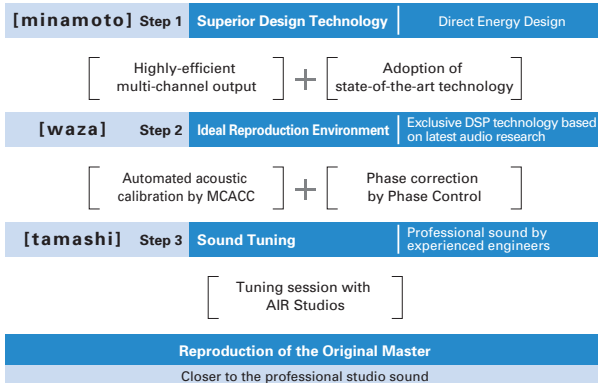 [minamoto] Step 1 Superior Design Technology Direct Energy Design
Highly-efficient
multi-channel output
+
Adoption of
state-of-the-art technology
[waza] Step 2 Ideal Reproduction Environment Exclusive DSP technology based
on latest audio research
Automated acoustic
calibration by MCACC
+
Phase correction
by Phase Control
[tamashi] Step 3 Sound Tuning Professional sound by
experienced engineers
Tuning session with
AIR Studios
Reproduction of the Original Master
Closer to the professional studio sound